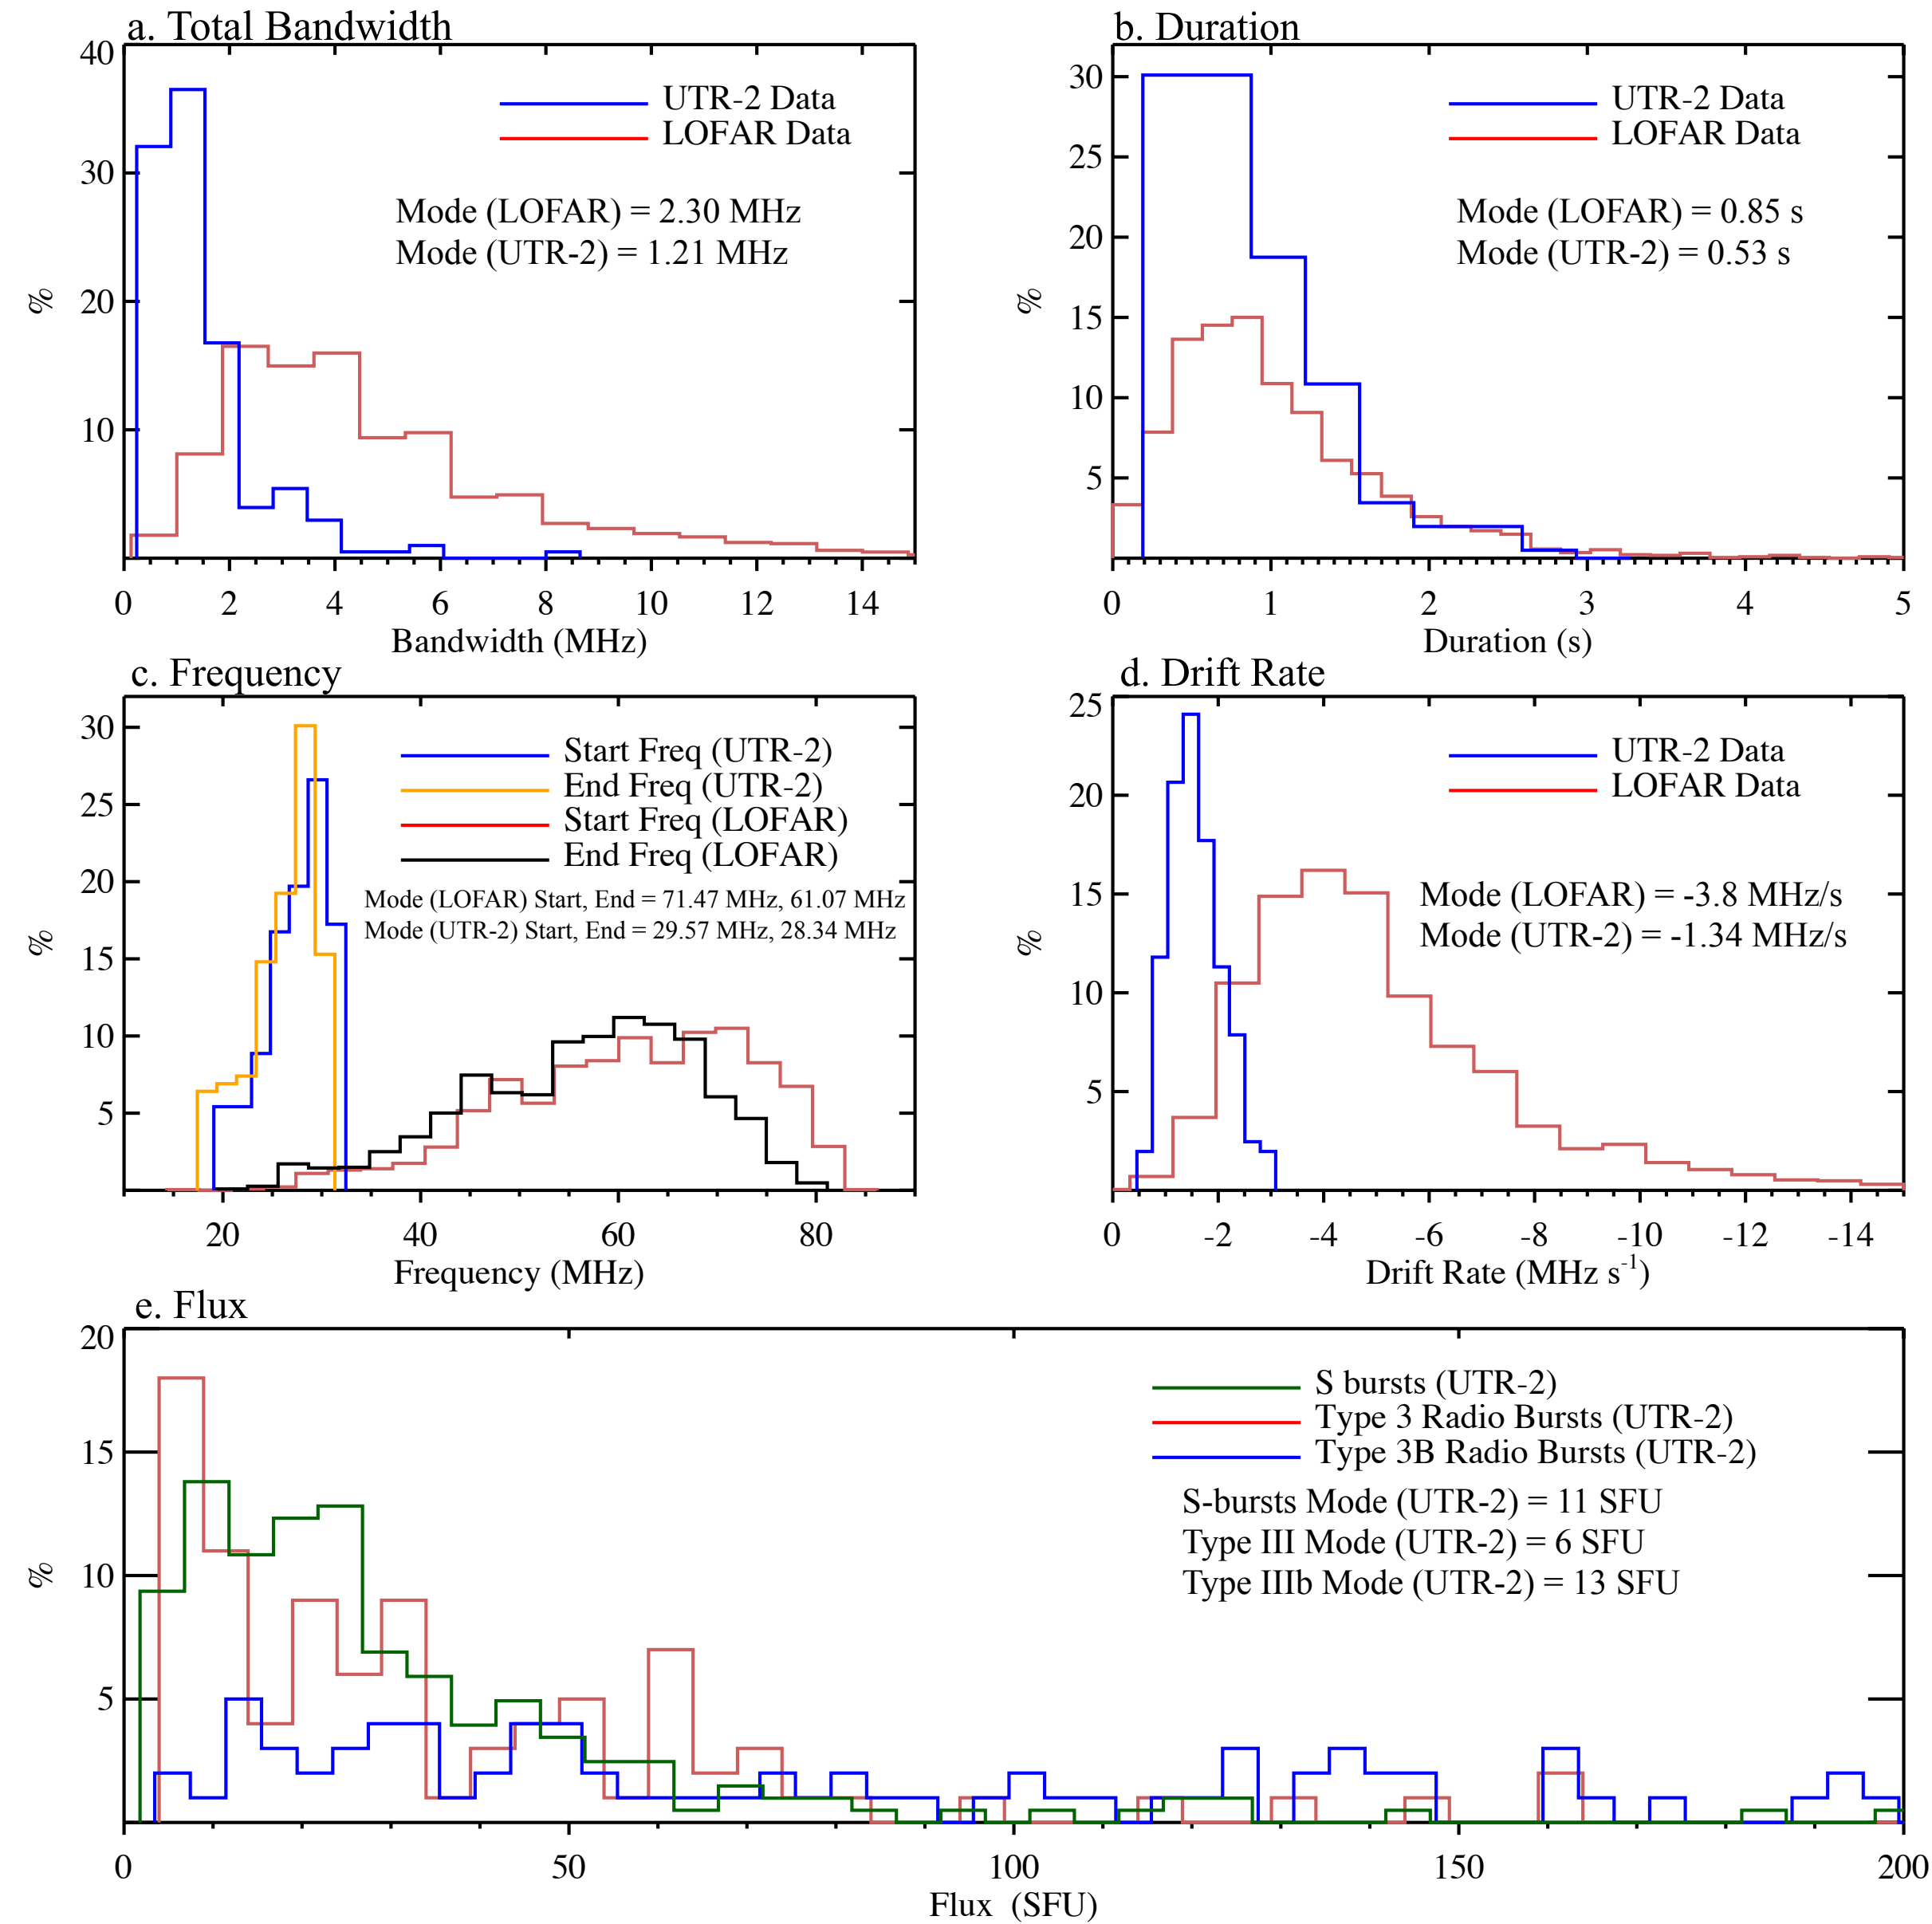 a. Total Bandwidth
40
30
20
10
%
UTR-2 Data
LOFAR Data
Mode (LOFAR) = 2.30 MHz
Mode (UTR-2) = 1.21 MHz
0 2 4 6 8 10 12 14
Bandwidth (MHz)
b. Duration
30
25
20
15
10
5
%
UTR-2 Data
LOFAR Data
Mode (LOFAR) = 0.85 s
Mode (UTR-2) = 0.53 s
0 1 2 3 4 5
Duration (s)
c. Frequency
30
25
20
15
10
5
%
Start Freq (UTR-2)
End Freq (UTR-2)
Start Freq (LOFAR)
End Freq (LOFAR)
Mode (LOFAR) Start, End = 71.47 MHz, 61.07 MHz
Mode (UTR-2) Start, End = 29.57 MHz, 28.34 MHz
20 40 60 80
Frequency (MHz)
d. Drift Rate
25
20
15
10
5
%
UTR-2 Data
LOFAR Data
Mode (LOFAR) = -3.8 MHz/s
Mode (UTR-2) = -1.34 MHz/s
0 -2 -4 -6 -8 -10 -12 -14
Drift Rate (MHz s⁻¹)
e. Flux
20
15
10
5
%
S bursts (UTR-2)
Type 3 Radio Bursts (UTR-2)
Type 3B Radio Bursts (UTR-2)
S-bursts Mode (UTR-2) = 11 SFU
Type III Mode (UTR-2) = 6 SFU
Type IIIb Mode (UTR-2) = 13 SFU
0 50 100 150 200
Flux (SFU)